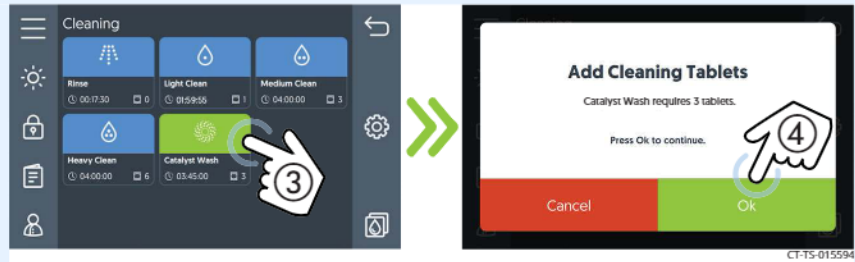 Cleaning
Rinse
00:17:30 0
Light Clean
01:59:55 1
Medium Clean
04:00:00 3
Heavy Clean
04:00:00 6
Catalyst Wash
03:45:00 3
3
Cleaning
Add Cleaning Tablets
Catalyst Wash requires 3 tablets.
Press Ok to continue.
4
Cancel
Ok
CT-TS-015594